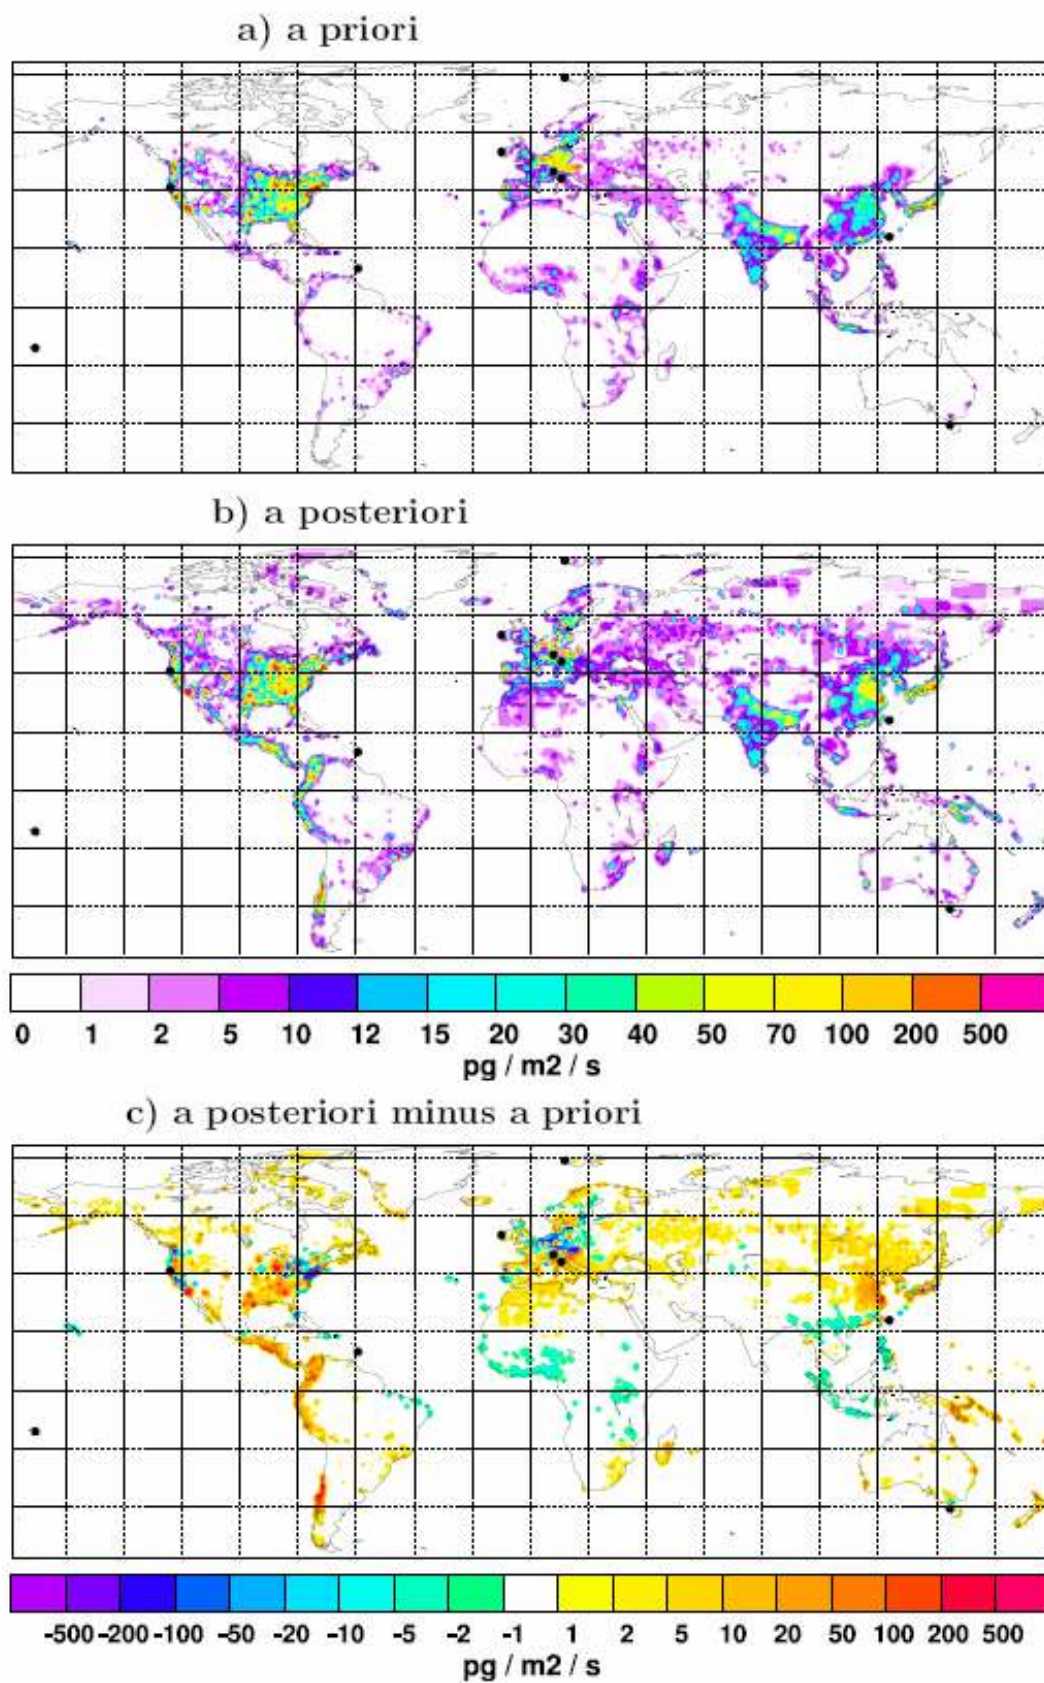 a) a priori
b) a posteriori
0 1 2 5 10 12 15 20 30 40 50 70 100 200 500
pg / m2 / s
c) a posteriori minus a priori
-500 -200 -100 -50 -20 -10 -5 -2 -1 1 2 5 10 20 50 100 200 500
pg / m2 / s